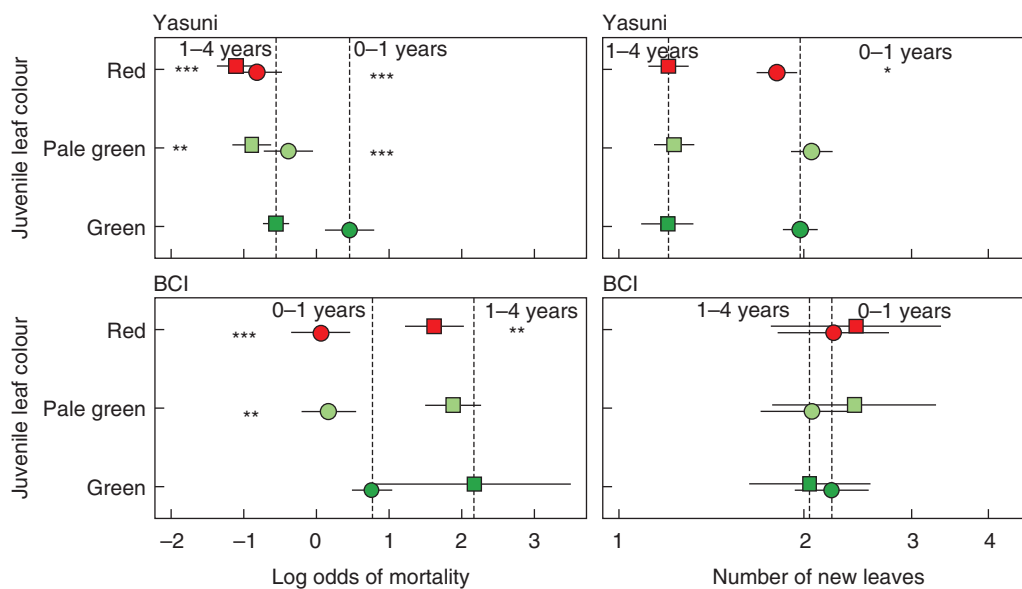 Yasuni
Yasuni
1–4 years
0–1 years
1–4 years
0–1 years
Juvenile leaf colour
Red
***
***
*
Pale green
**
***
Green
BCI
BCI
0–1 years
1–4 years
1–4 years
0–1 years
Juvenile leaf colour
Red
***
**
Pale green
**
Green
–2 –1 0 1 2 3
1 2 3 4
Log odds of mortality
Number of new leaves